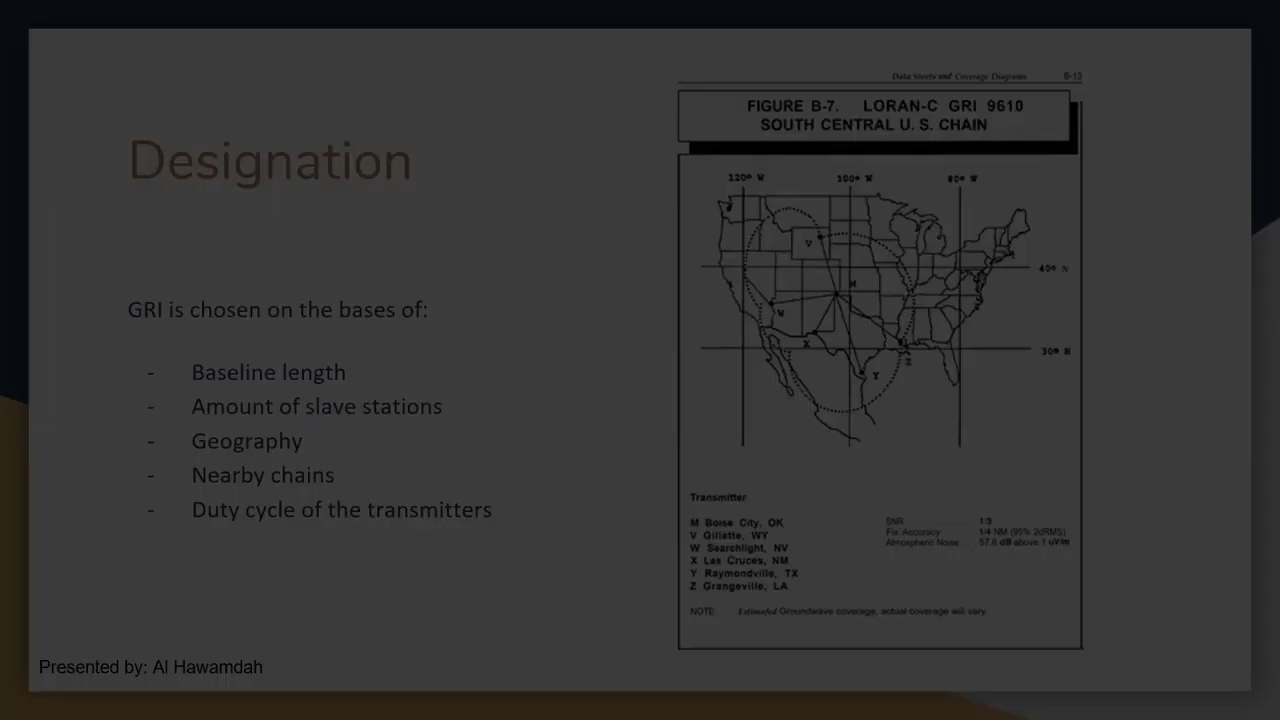 Designation
GRI is chosen on the bases of:
- Baseline length
- Amount of slave stations
- Geography
- Nearby chains
- Duty cycle of the transmitters
Presented by: Al Hawamdah
Data Sheets and Coverage Diagrams B-13
FIGURE B-7. LORAN-C GRI 9610
SOUTH CENTRAL U. S. CHAIN
120° W 100° W 80° W
V
40° N
M
W
X
30° N
Z
Y
Transmitter
M Boise City, OK
V Gillette, WY
W Searchlight, NV
X Las Cruces, NM
Y Raymondville, TX
Z Grangeville, LA
SNR 1:3
Fix Accuracy 1/4 NM (95% 2dRMS)
Atmospheric Noise 57.8 dB above 1 uV/m
NOTE: Estimated Groundwave coverage, actual coverage will vary.